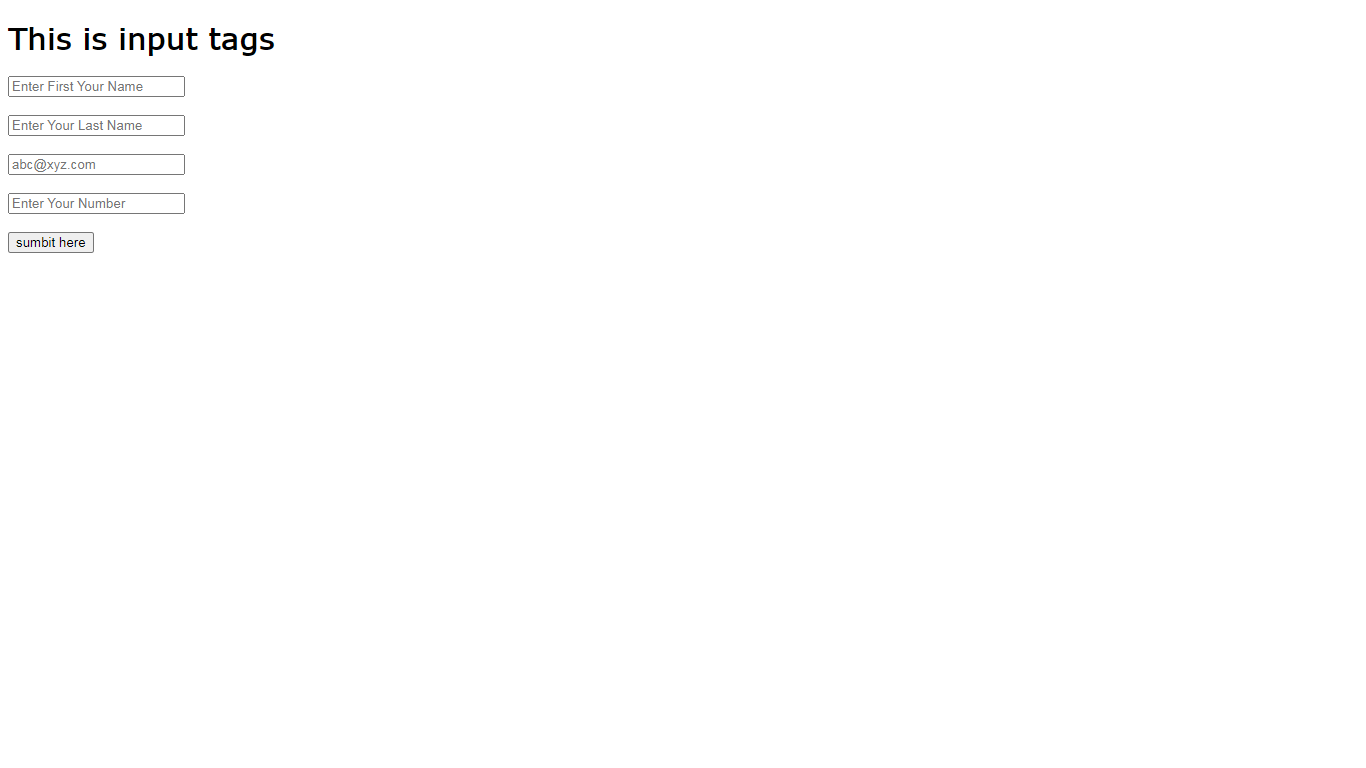 This is input tags
Enter First Your Name
Enter Your Last Name
abc@xyz.com
Enter Your Number
sumbit here